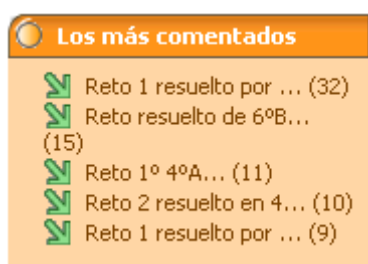 Los más comentados
Reto 1 resuelto por ... (32)
Reto resuelto de 6ºB...
(15)
Reto 1º 4ºA... (11)
Reto 2 resuelto en 4... (10)
Reto 1 resuelto por ... (9)